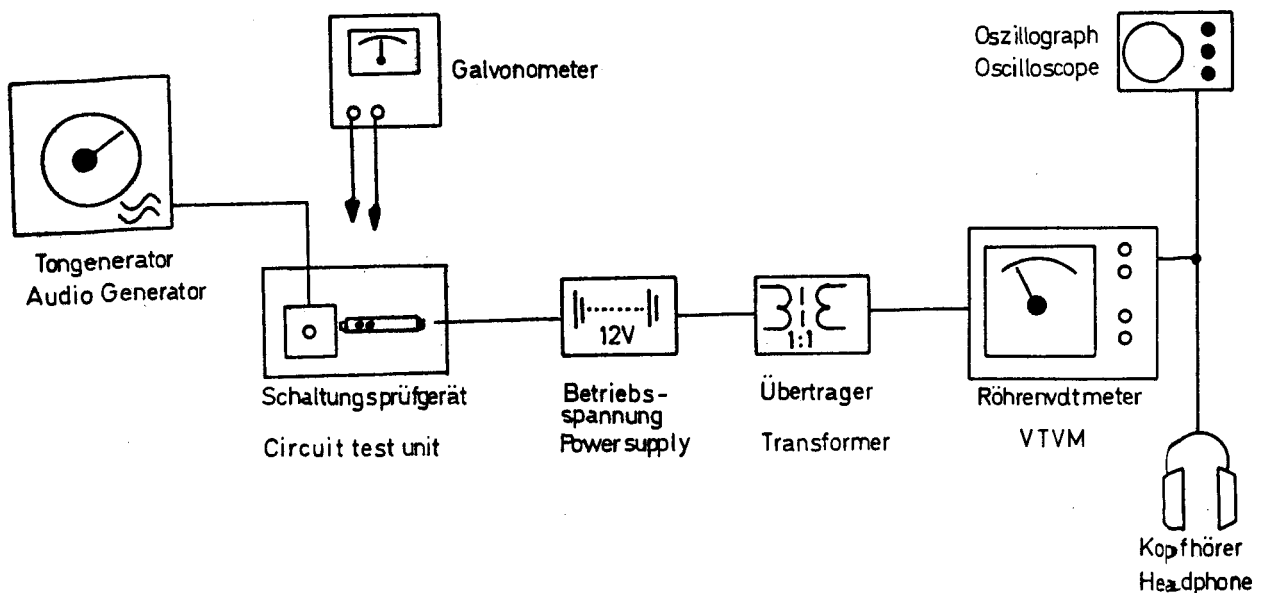 Oszillograph
Oscilloscope
Galvonometer
Tongenerator
Audio Generator
12V
1:1
Schaltungsprüfgerät
Circuit test unit
Betriebs-
spannung
Power supply
Übertrager
Transformer
Röhrenvoltmeter
VTVM
Kopfhörer
Headphone